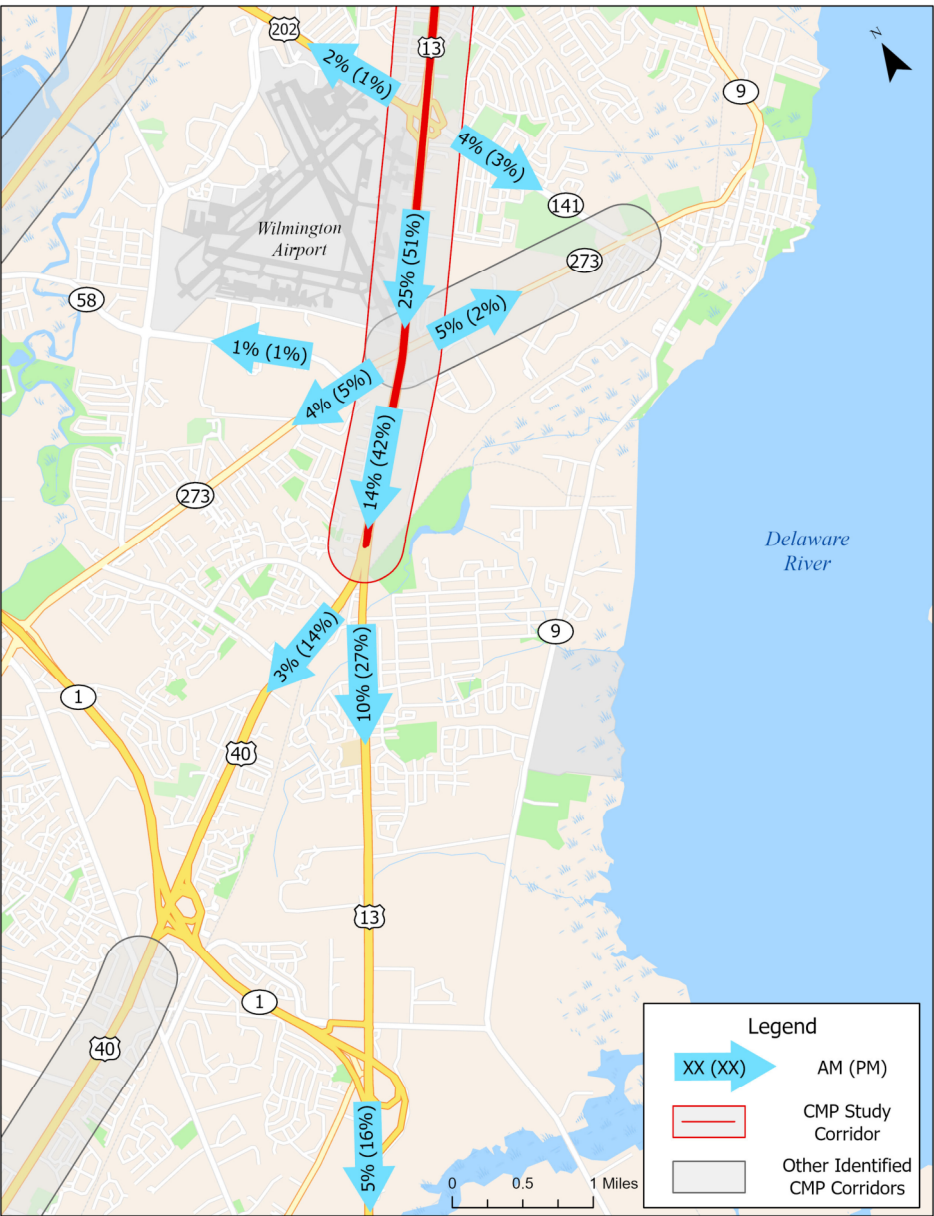 202
13
N
2% (1%)
9
4% (3%)
141
Wilmington
Airport
25% (51%)
273
58
5% (2%)
1% (1%)
4% (5%)
14% (42%)
273
Delaware
River
9
3% (14%)
10% (27%)
1
40
13
1
40
5% (16%)
0 0.5 1 Miles
Legend
XX (XX) AM (PM)
CMP Study
Corridor
Other Identified
CMP Corridors